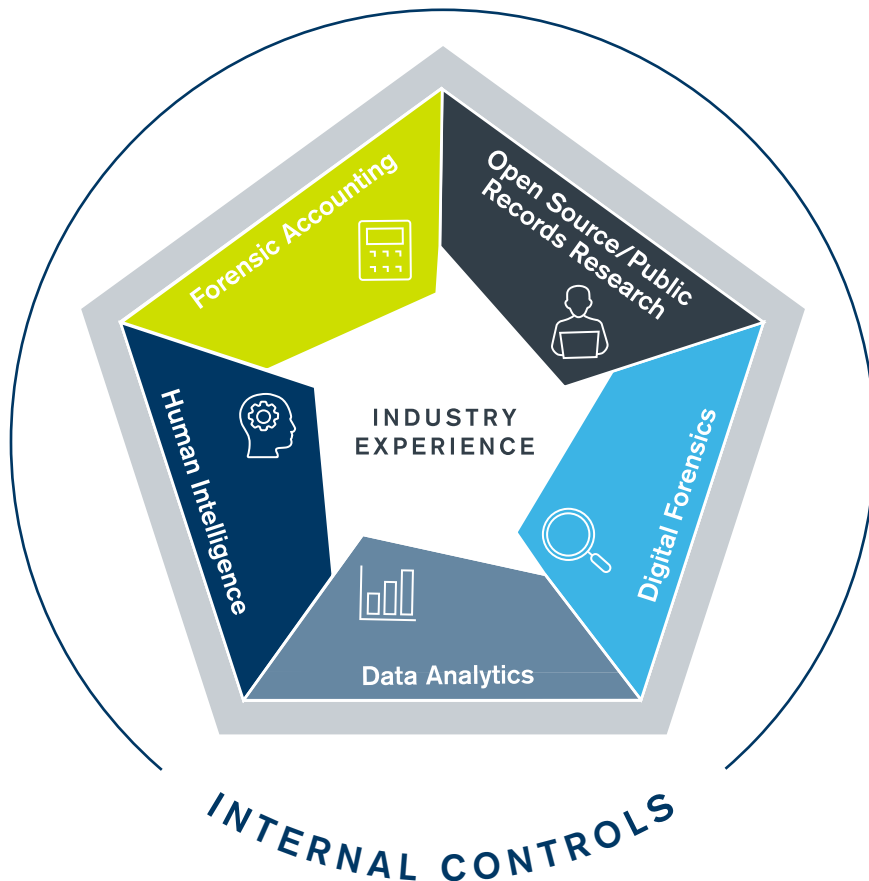 Forensic Accounting
Open Source/Public
Records Research
Human Intelligence
INDUSTRY
EXPERIENCE
Digital Forensics
Data Analytics
INTERNAL CONTROLS